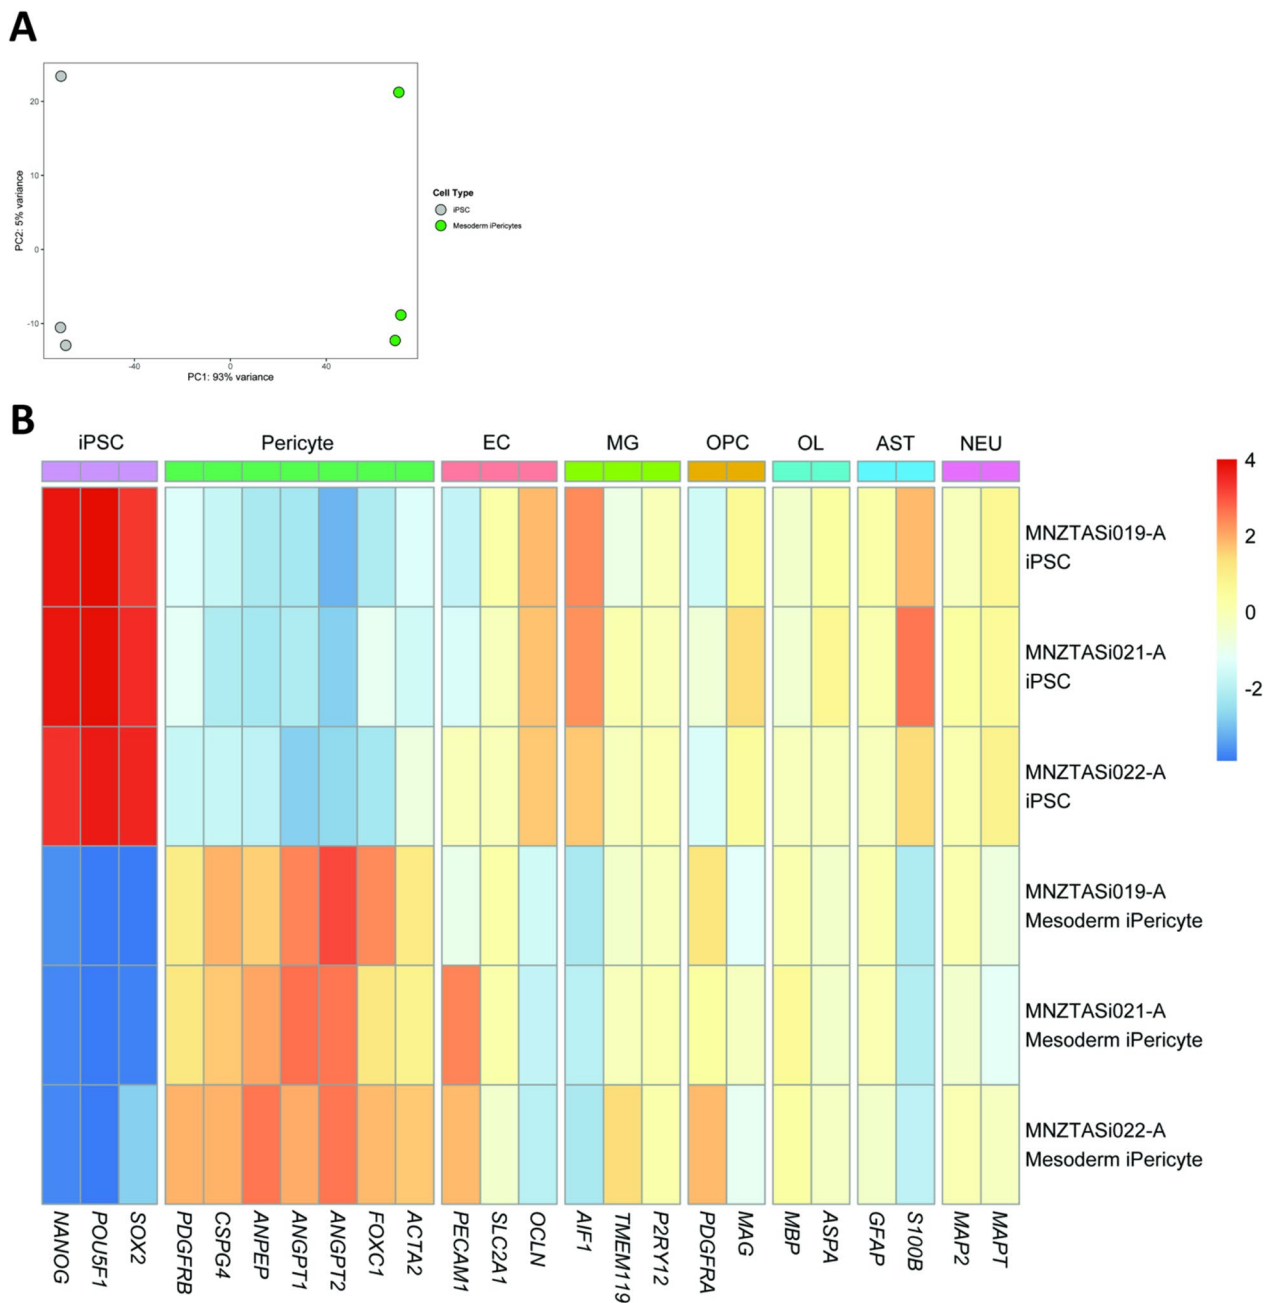 A
20
10
0
-10
PC2: 5% variance
-40
0
40
PC1: 93% variance
Cell Type
iPSC
Mesoderm iPericytes
B
iPSC
Pericyte
EC
MG
OPC
OL
AST
NEU
4
2
0
-2
MNZTASi019-A
iPSC
MNZTASi021-A
iPSC
MNZTASi022-A
iPSC
MNZTASi019-A
Mesoderm iPericyte
MNZTASi021-A
Mesoderm iPericyte
MNZTASi022-A
Mesoderm iPericyte
NANOG
POU5F1
SOX2
PDGFRB
CSPG4
ANPEP
ANGPT1
ANGPT2
FOXC1
ACTA2
PECAM1
SLC2A1
OCLN
AIF1
TMEM119
P2RY12
PDGFRA
MAG
MBP
ASPA
GFAP
S100B
MAP2
MAPT